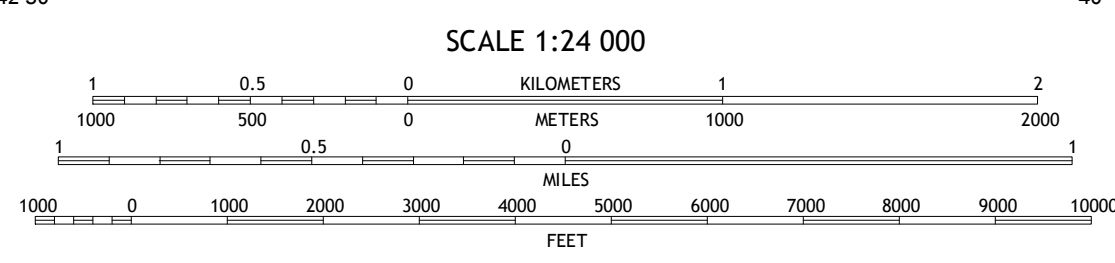 SCALE 1:24 000
1 0.5 0 KILOMETERS 1 2
1000 500 0 METERS 1000 2000
1 0.5 0 1
MILES
1000 0 1000 2000 3000 4000 5000 6000 7000 8000 9000 10000
FEET